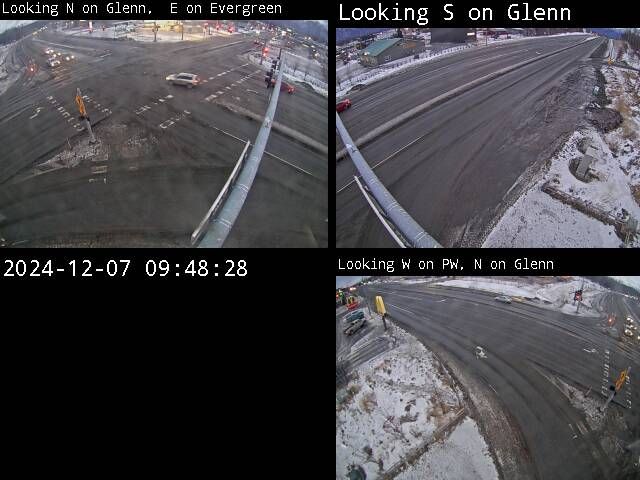 Looking N on Glenn,  E on Evergreen
Looking S on Glenn
2024-12-07 09:48:28
Looking W on PW, N on Glenn